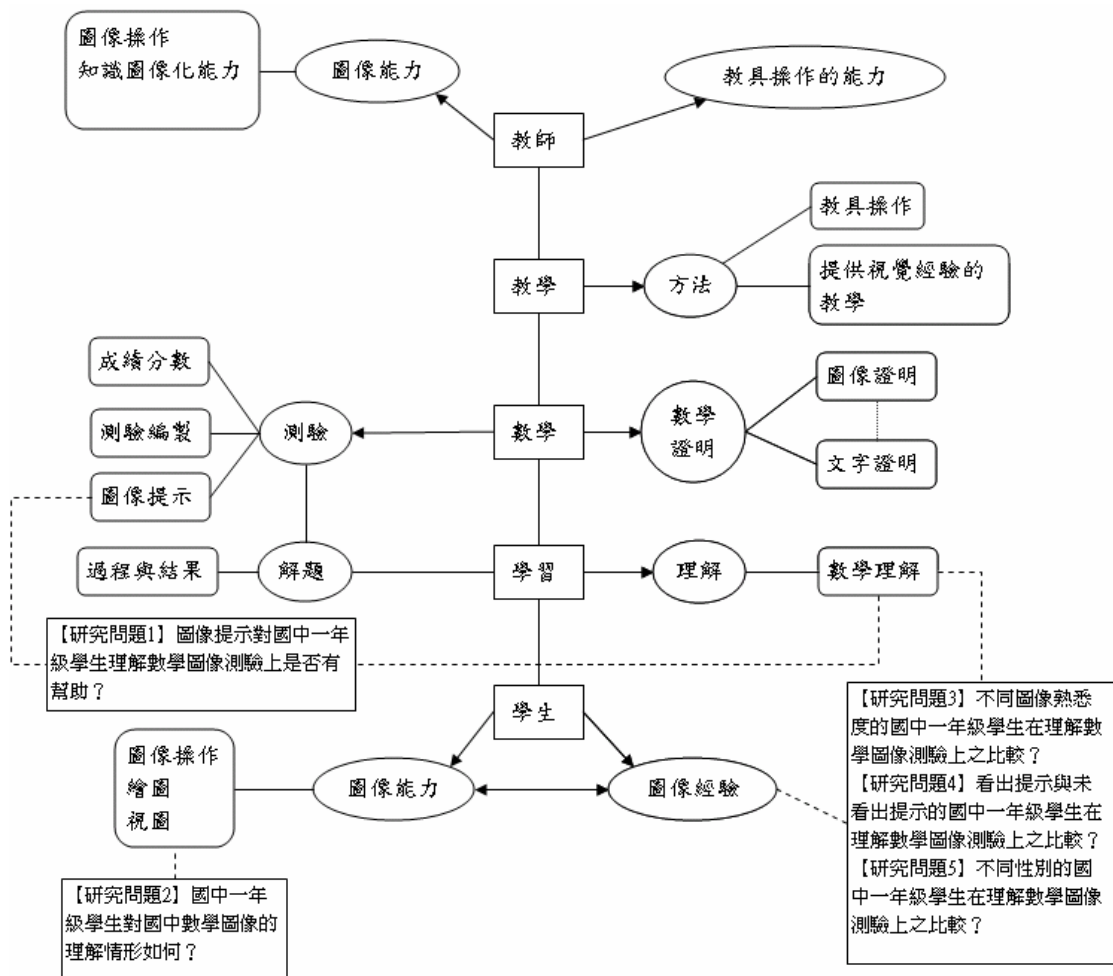 圖像操作
知識圖像化能力
圖像能力
教具操作的能力
教師
教具操作
教學
方法
提供視覺經驗的
教學
成績分數
圖像證明
測驗編製
測驗
數學
數學
證明
圖像提示
文字證明
過程與結果
解題
學習
理解
數學理解
【研究問題1】圖像提示對國中一年
級學生理解數學圖像測驗上是否有
幫助？
學生
圖像操作
繪圖
視圖
圖像能力
圖像經驗
【研究問題3】不同圖像熟悉
度的國中一年級學生在理解數
學圖像測驗上之比較？
【研究問題4】看出提示與未
看出提示的國中一年級學生在
理解數學圖像測驗上之比較？
【研究問題5】不同性別的國
中一年級學生在理解數學圖像
測驗上之比較？
【研究問題2】國中一年
級學生對國中數學圖像的
理解情形如何？